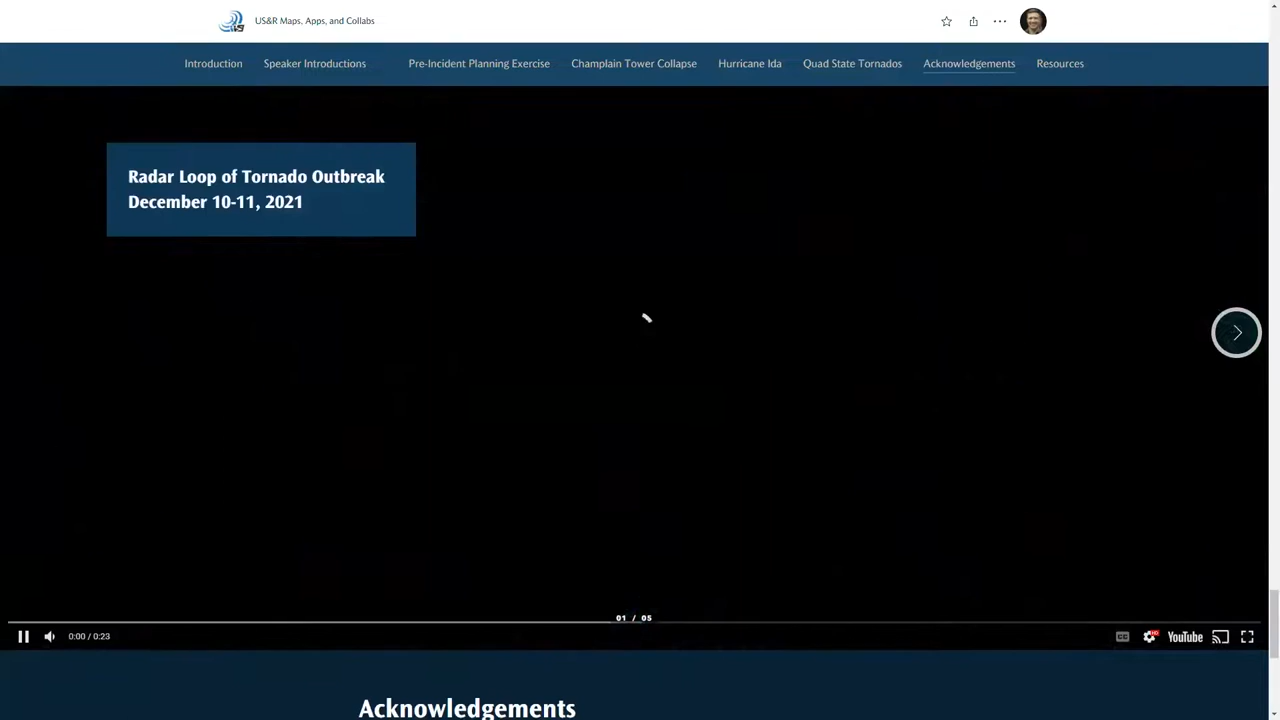 US&R Maps, Apps, and Collabs
Introduction
Speaker Introductions
Pre-Incident Planning Exercise
Champlain Tower Collapse
Hurricane Ida
Quad State Tornados
Acknowledgements
Resources
Radar Loop of Tornado Outbreak
December 10-11, 2021
01 / 05
0:00 / 0:23
CC
HD
YouTube
Acknowledgements